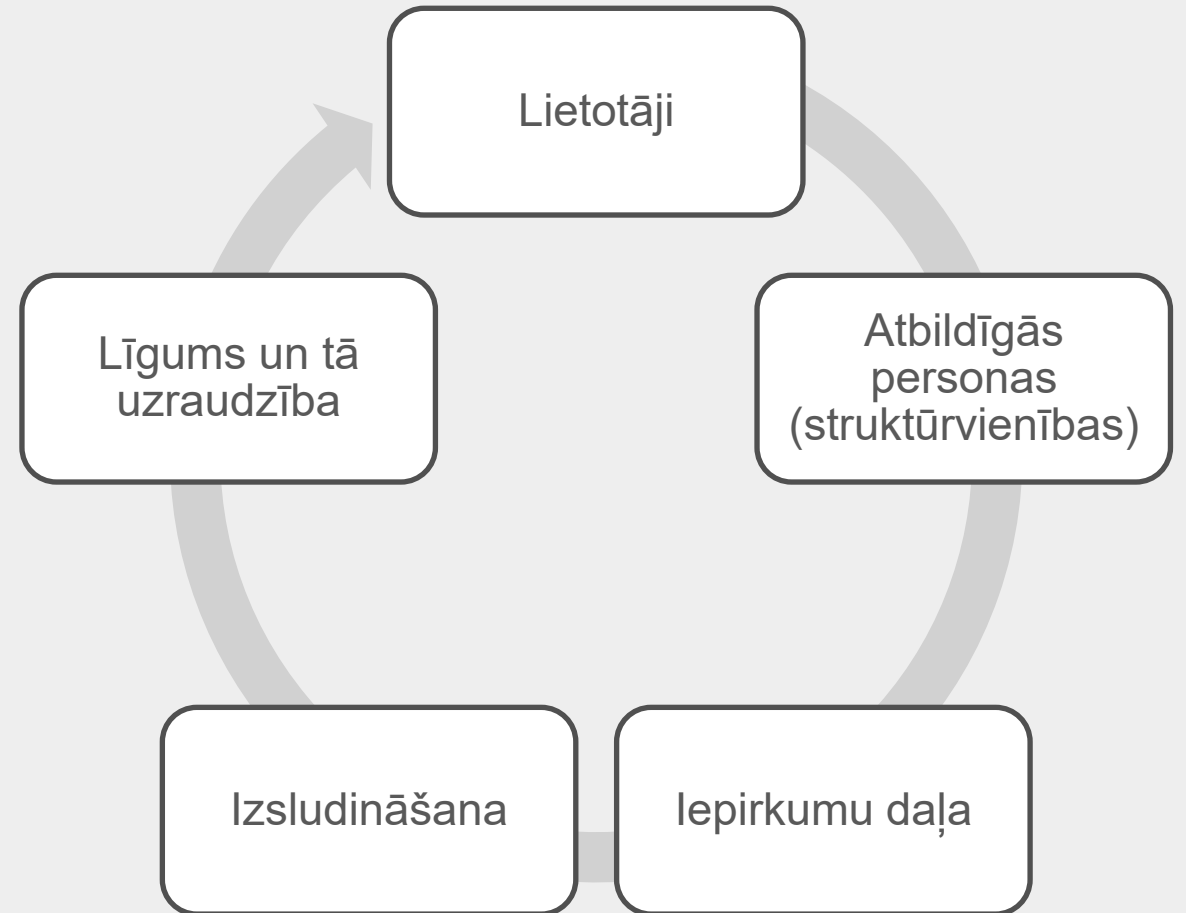 Lietotāji
Atbildīgās
personas
(struktūrvienības)
Iepirkumu daļa
Izsludināšana
Līgums un tā
uzraudzība